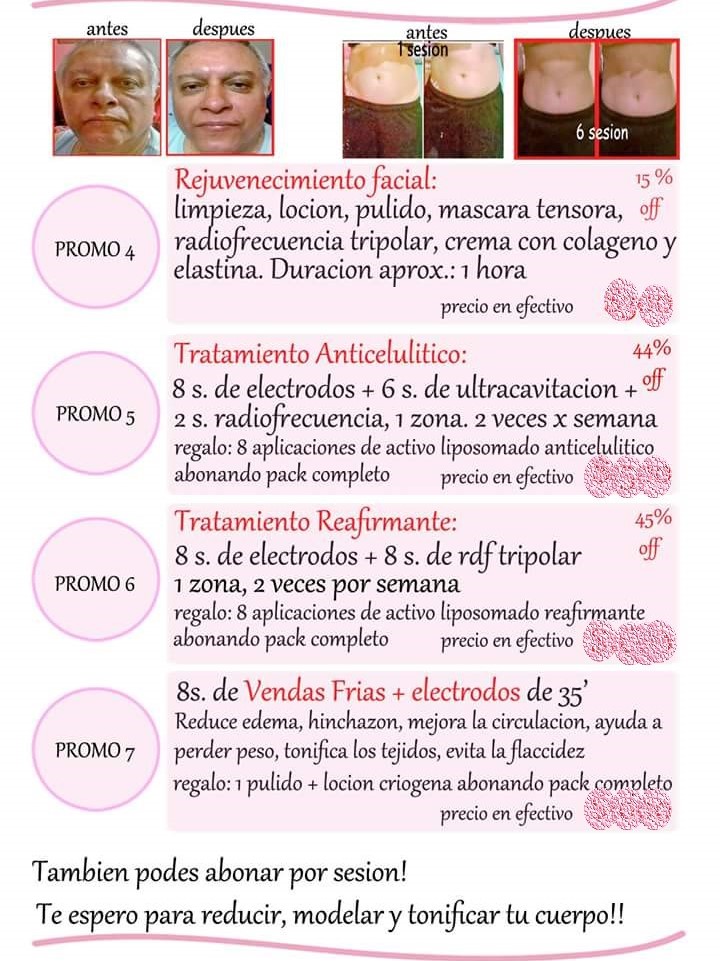 antes
despues
antes
1 sesion
despues
6 sesion
PROMO 4
Rejuvenecimiento facial:
15 %
off
limpieza, locion, pulido, mascara tensora,
radiofrecuencia tripolar, crema con colageno y
elastina. Duracion aprox.: 1 hora
precio en efectivo
PROMO 5
Tratamiento Anticelulitico:
44%
off
8 s. de electrodos + 6 s. de ultracavitacion +
2 s. radiofrecuencia, 1 zona. 2 veces x semana
regalo: 8 aplicaciones de activo liposomado anticelulitico
abonando pack completo
precio en efectivo
PROMO 6
Tratamiento Reafirmante:
45%
off
8 s. de electrodos + 8 s. de rdf tripolar
1 zona, 2 veces por semana
regalo: 8 aplicaciones de activo liposomado reafirmante
abonando pack completo
precio en efectivo
PROMO 7
8s. de Vendas Frias + electrodos de 35’
Reduce edema, hinchazon, mejora la circulacion, ayuda a
perder peso, tonifica los tejidos, evita la flaccidez
regalo: 1 pulido + locion criogena abonando pack completo
precio en efectivo
Tambien podes abonar por sesion!
Te espero para reducir, modelar y tonificar tu cuerpo!!